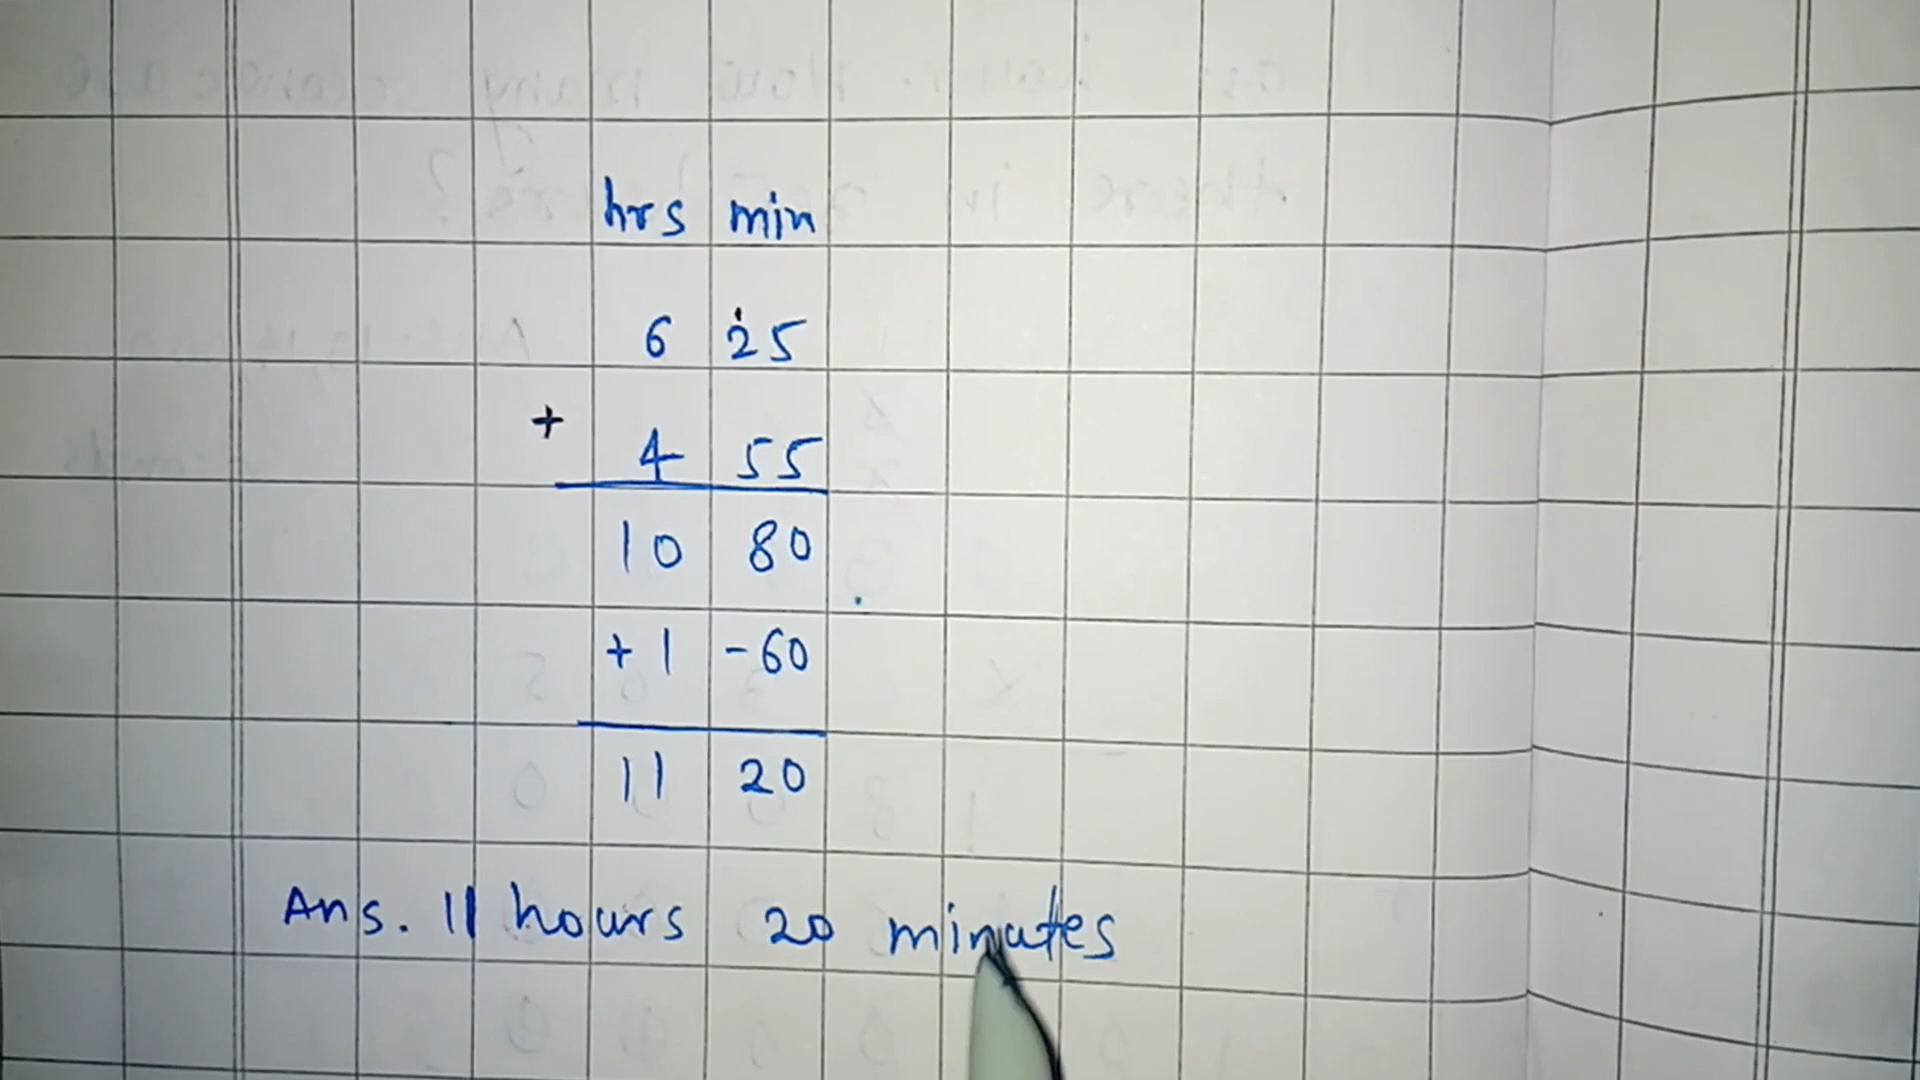 hrs min
6 25
+ 4 55
10 80
+1 -60
11 20
Ans. 11 hours 20 minutes